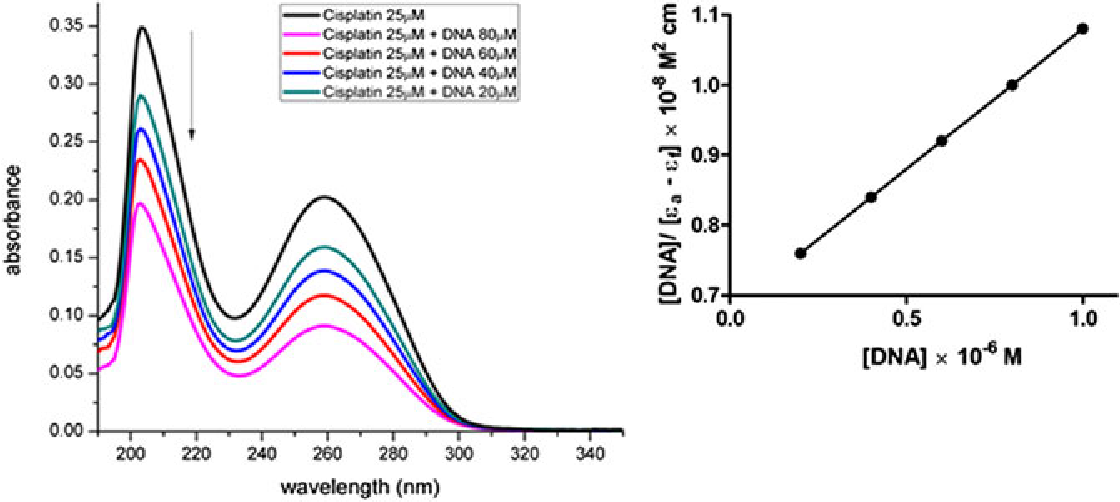 Cisplatin 25µM
Cisplatin 25µM + DNA 80µM
Cisplatin 25µM + DNA 60µM
Cisplatin 25µM + DNA 40µM
Cisplatin 25µM + DNA 20µM
absorbance
0.35
0.30
0.25
0.20
0.15
0.10
0.05
0.00
200 220 240 260 280 300 320 340
wavelength (nm)
[DNA]/ [εa - εf] × 10-8 M2 cm
1.1
1.0
0.9
0.8
0.7
0.0 0.5 1.0
[DNA] × 10-6 M